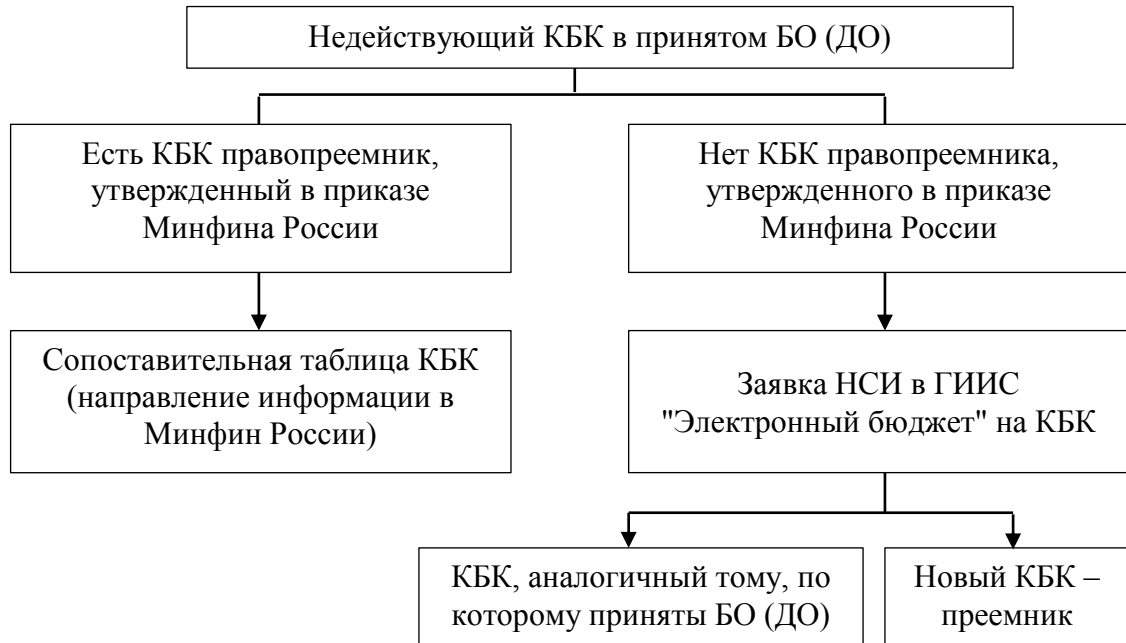 Недействующий КБК в принятом БО (ДО)
Есть КБК правопреемник,
утвержденный в приказе
Минфина России
Нет КБК правопреемника,
утвержденного в приказе
Минфина России
Сопоставительная таблица КБК
(направление информации в
Минфин России)
Заявка НСИ в ГИИС
"Электронный бюджет" на КБК
КБК, аналогичный тому, по
которому приняты БО (ДО)
Новый КБК –
преемник